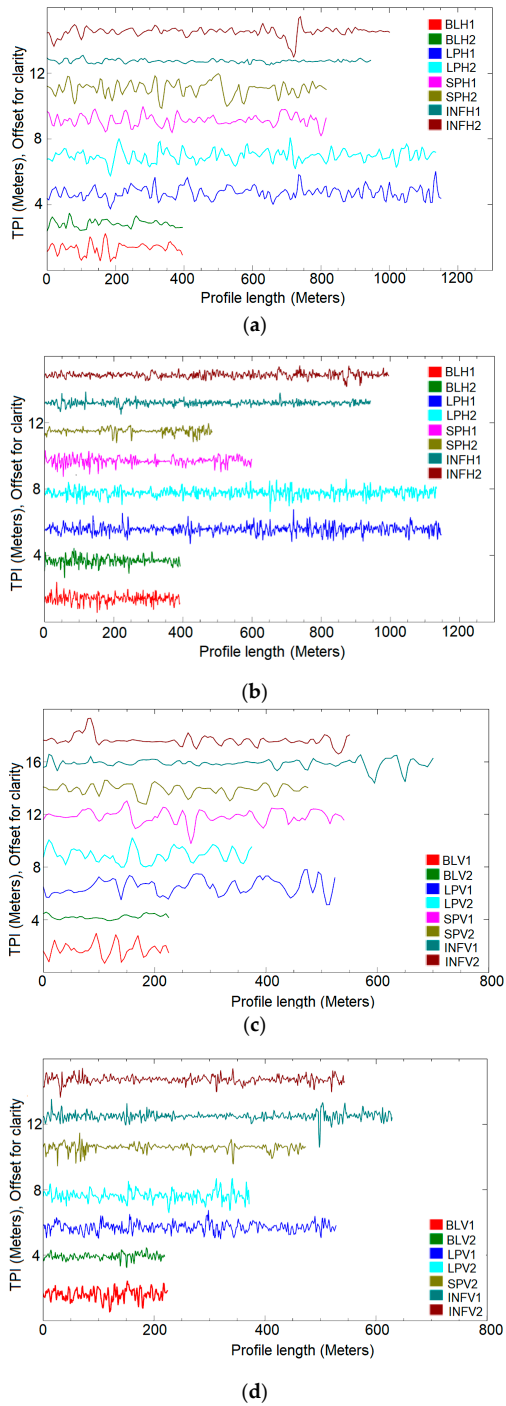 TPI (Meters), Offset for clarity
12
8
4
BLH1
BLH2
LPH1
LPH2
SPH1
SPH2
INFH1
INFH2
0 200 400 600 800 1000 1200
Profile length (Meters)
(a)
TPI (Meters), Offset for clarity
12
8
4
BLH1
BLH2
LPH1
LPH2
SPH1
SPH2
INFH1
INFH2
0 200 400 600 800 1000 1200
Profile length (Meters)
(b)
TPI (Meters), Offset for clarity
16
12
8
4
BLV1
BLV2
LPV1
LPV2
SPV1
SPV2
INFV1
INFV2
0 200 400 600 800
Profile length (Meters)
(c)
TPI (Meters), Offset for clarity
12
8
4
BLV1
BLV2
LPV1
LPV2
SPV2
INFV1
INFV2
0 200 400 600 800
Profile length (Meters)
(d)